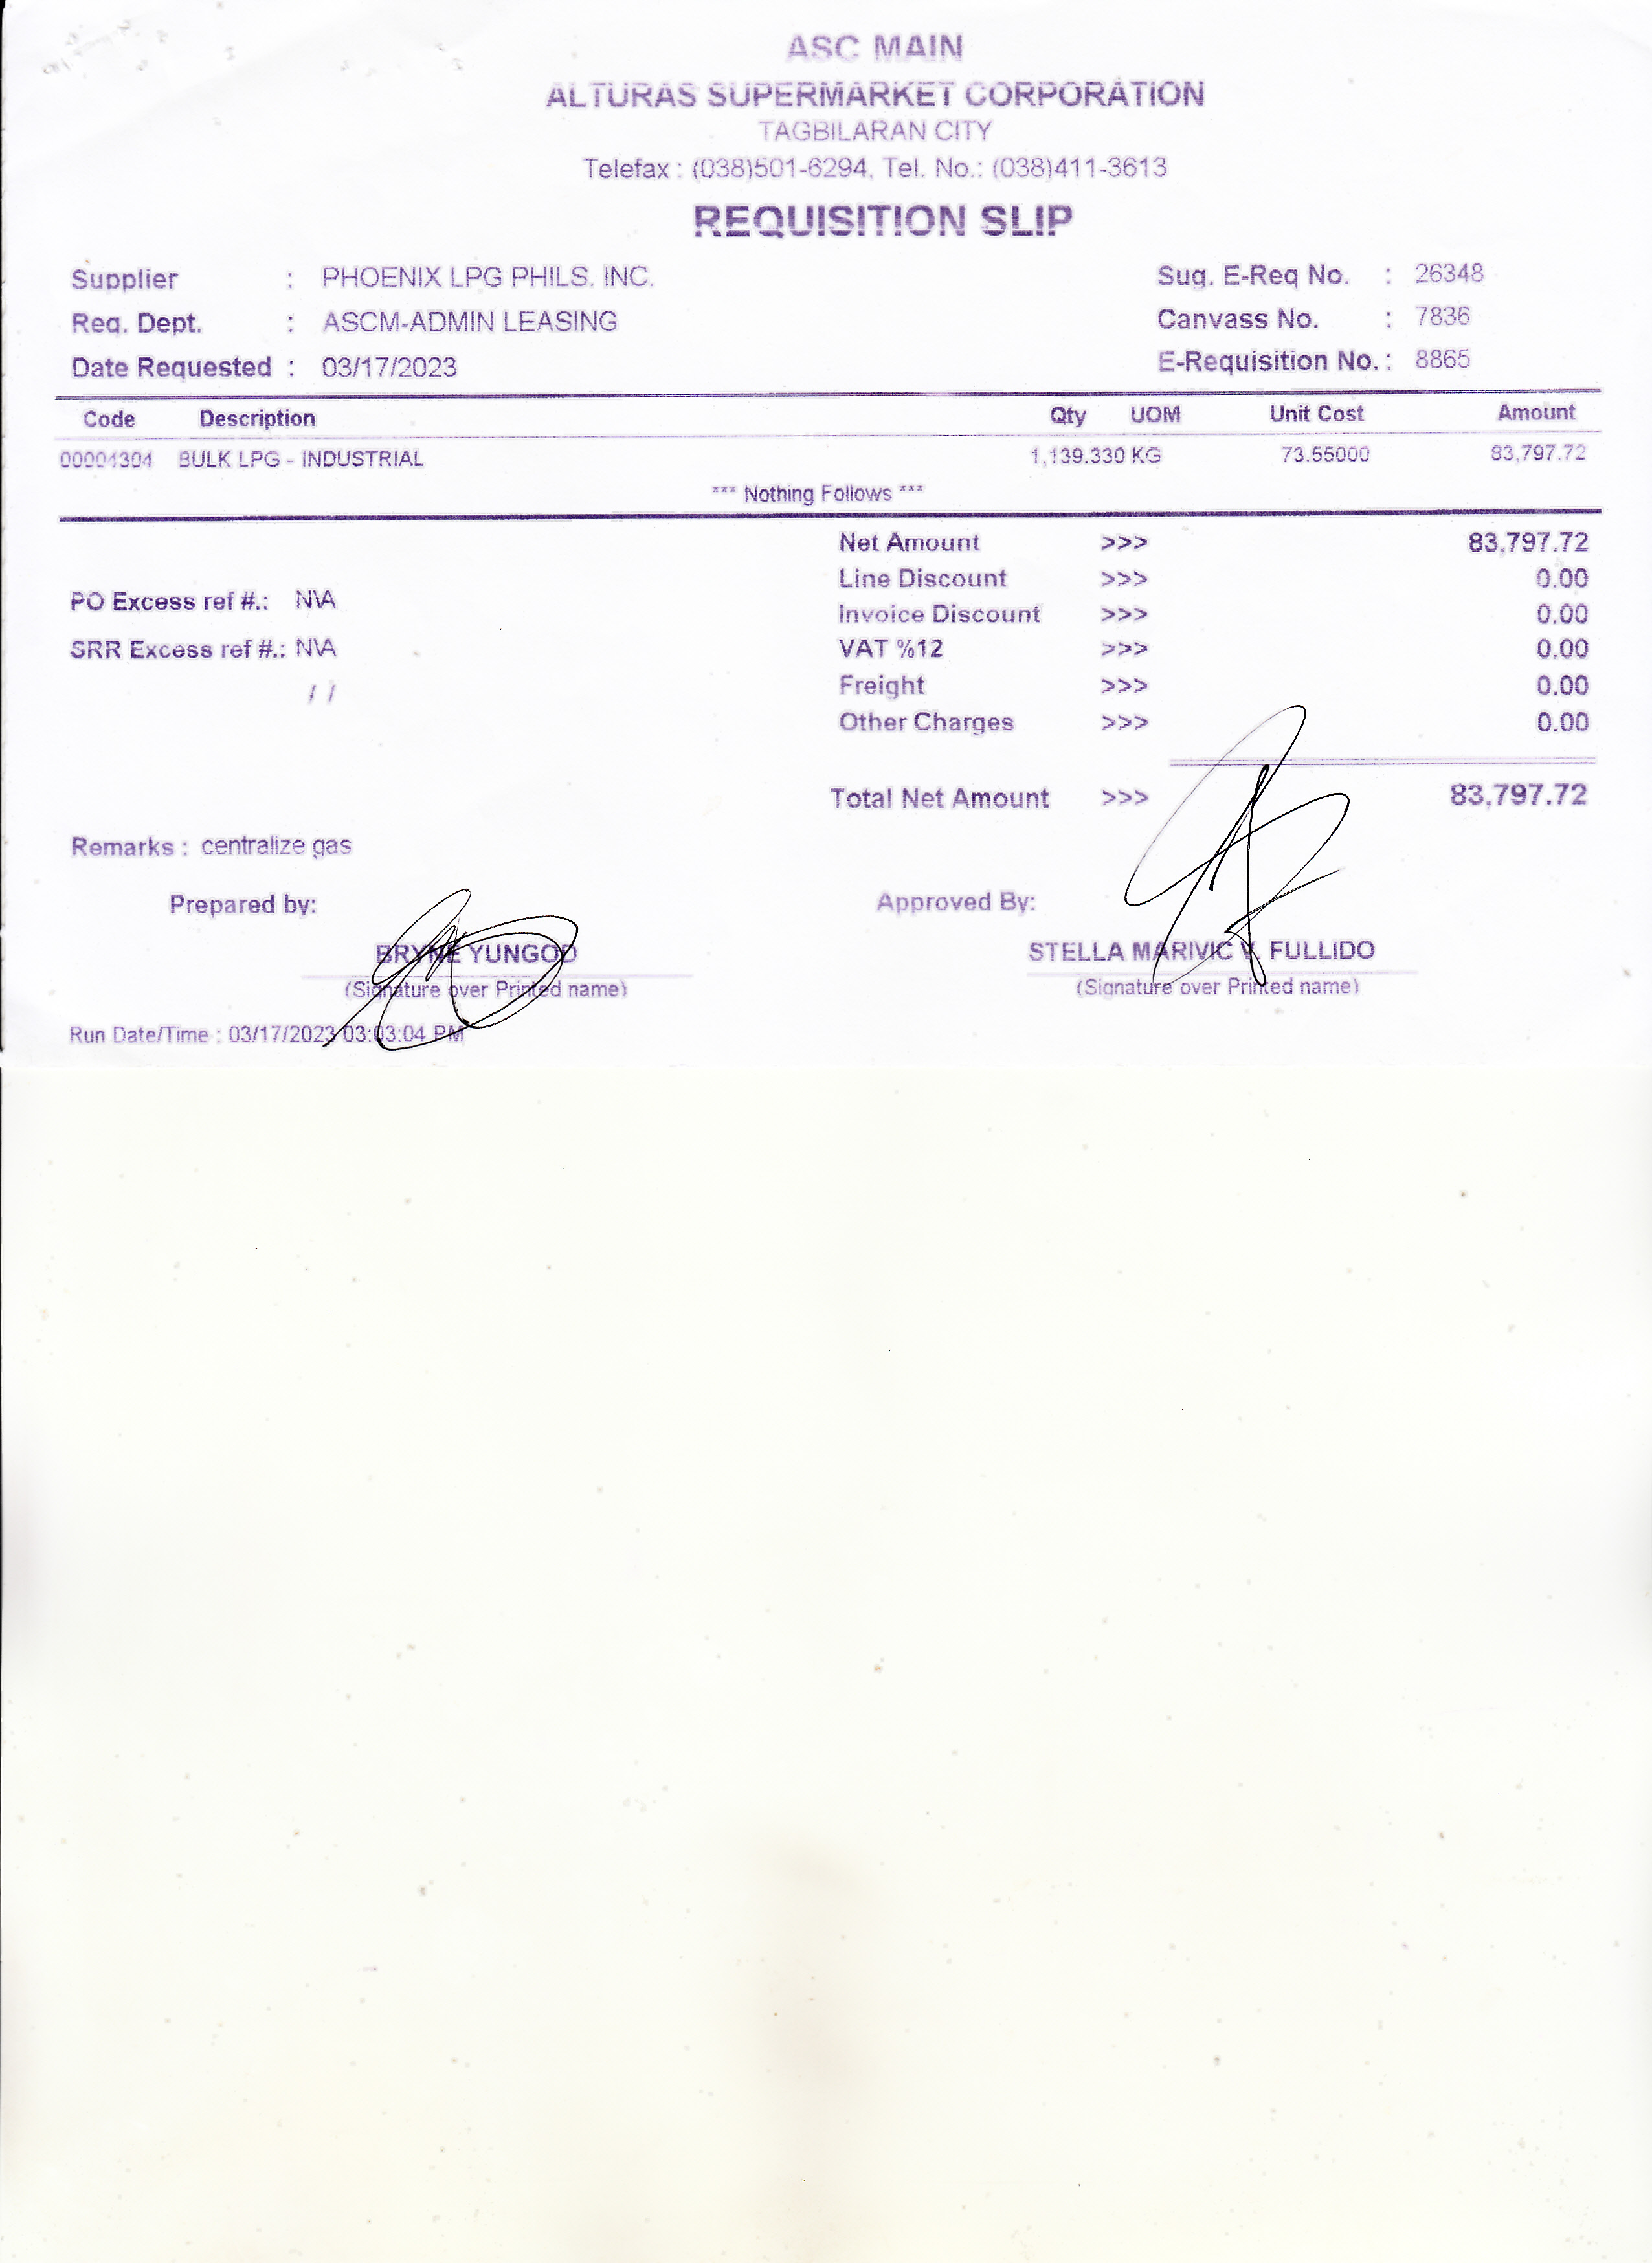 ASC MAIN
ALTURAS SUPERMARKET CORPORATION
TAGBILARAN CITY
Telefax : (038)501-6294, Tel. No.: (038)411-3613
REQUISITION SLIP
Supplier : PHOENIX LPG PHILS. INC. Sug. E-Req No. : 26348
Req. Dept. : ASCM-ADMIN LEASING Canvass No. : 7836
Date Requested : 03/17/2023 E-Requisition No. : 8865
Code Description Qty UOM Unit Cost Amount
00001304 BULK LPG - INDUSTRIAL 1,139.330 KG 73.55000 83,797.72
*** Nothing Follows ***
Net Amount >>> 83,797.72
Line Discount >>> 0.00
PO Excess ref #.: N\A Invoice Discount >>> 0.00
SRR Excess ref #.: N\A VAT %12 >>> 0.00
/ / Freight >>> 0.00
Other Charges >>> 0.00
Total Net Amount >>> 83,797.72
Remarks : centralize gas
Prepared by: Approved By:
BRYNE YUNGOD STELLA MARIVIC V. FULLIDO
(Signature over Printed name) (Signature over Printed name)
Run Date/Time : 03/17/2023 03:03:04 PM